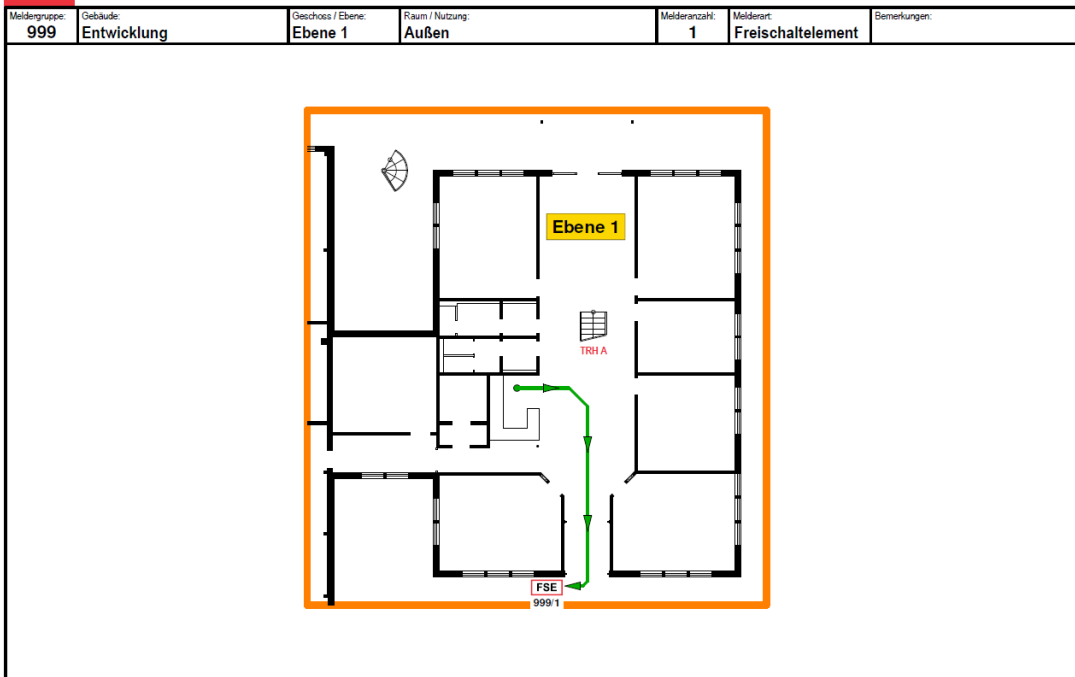 Meldergruppe:
999
Gebäude:
Entwicklung
Geschoss / Ebene:
Ebene 1
Raum / Nutzung:
Außen
Melderanzahl:
1
Melderart:
Freischaltelement
Bemerkungen:
Ebene 1
TRH A
FSE
999/1